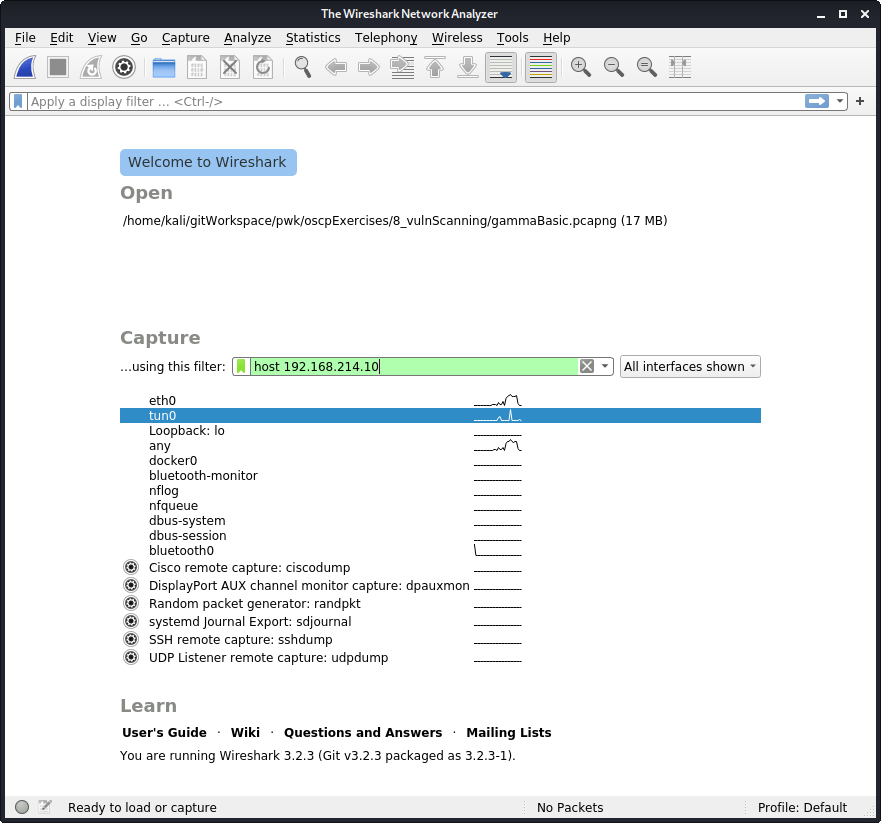 The Wireshark Network Analyzer
File Edit View Go Capture Analyze Statistics Telephony Wireless Tools Help
Apply a display filter ... <Ctrl-/>
+
Welcome to Wireshark
Open
/home/kali/gitWorkspace/pwk/oscpExercises/8_vulnScanning/gammaBasic.pcapng (17 MB)
Capture
...using this filter: host 192.168.214.10 All interfaces shown
eth0
tun0
Loopback: lo
any
docker0
bluetooth-monitor
nflog
nfqueue
dbus-system
dbus-session
bluetooth0
Cisco remote capture: ciscodump
DisplayPort AUX channel monitor capture: dpauxmon
Random packet generator: randpkt
systemd Journal Export: sdjournal
SSH remote capture: sshdump
UDP Listener remote capture: udpdump
Learn
User's Guide · Wiki · Questions and Answers · Mailing Lists
You are running Wireshark 3.2.3 (Git v3.2.3 packaged as 3.2.3-1).
Ready to load or capture No Packets Profile: Default